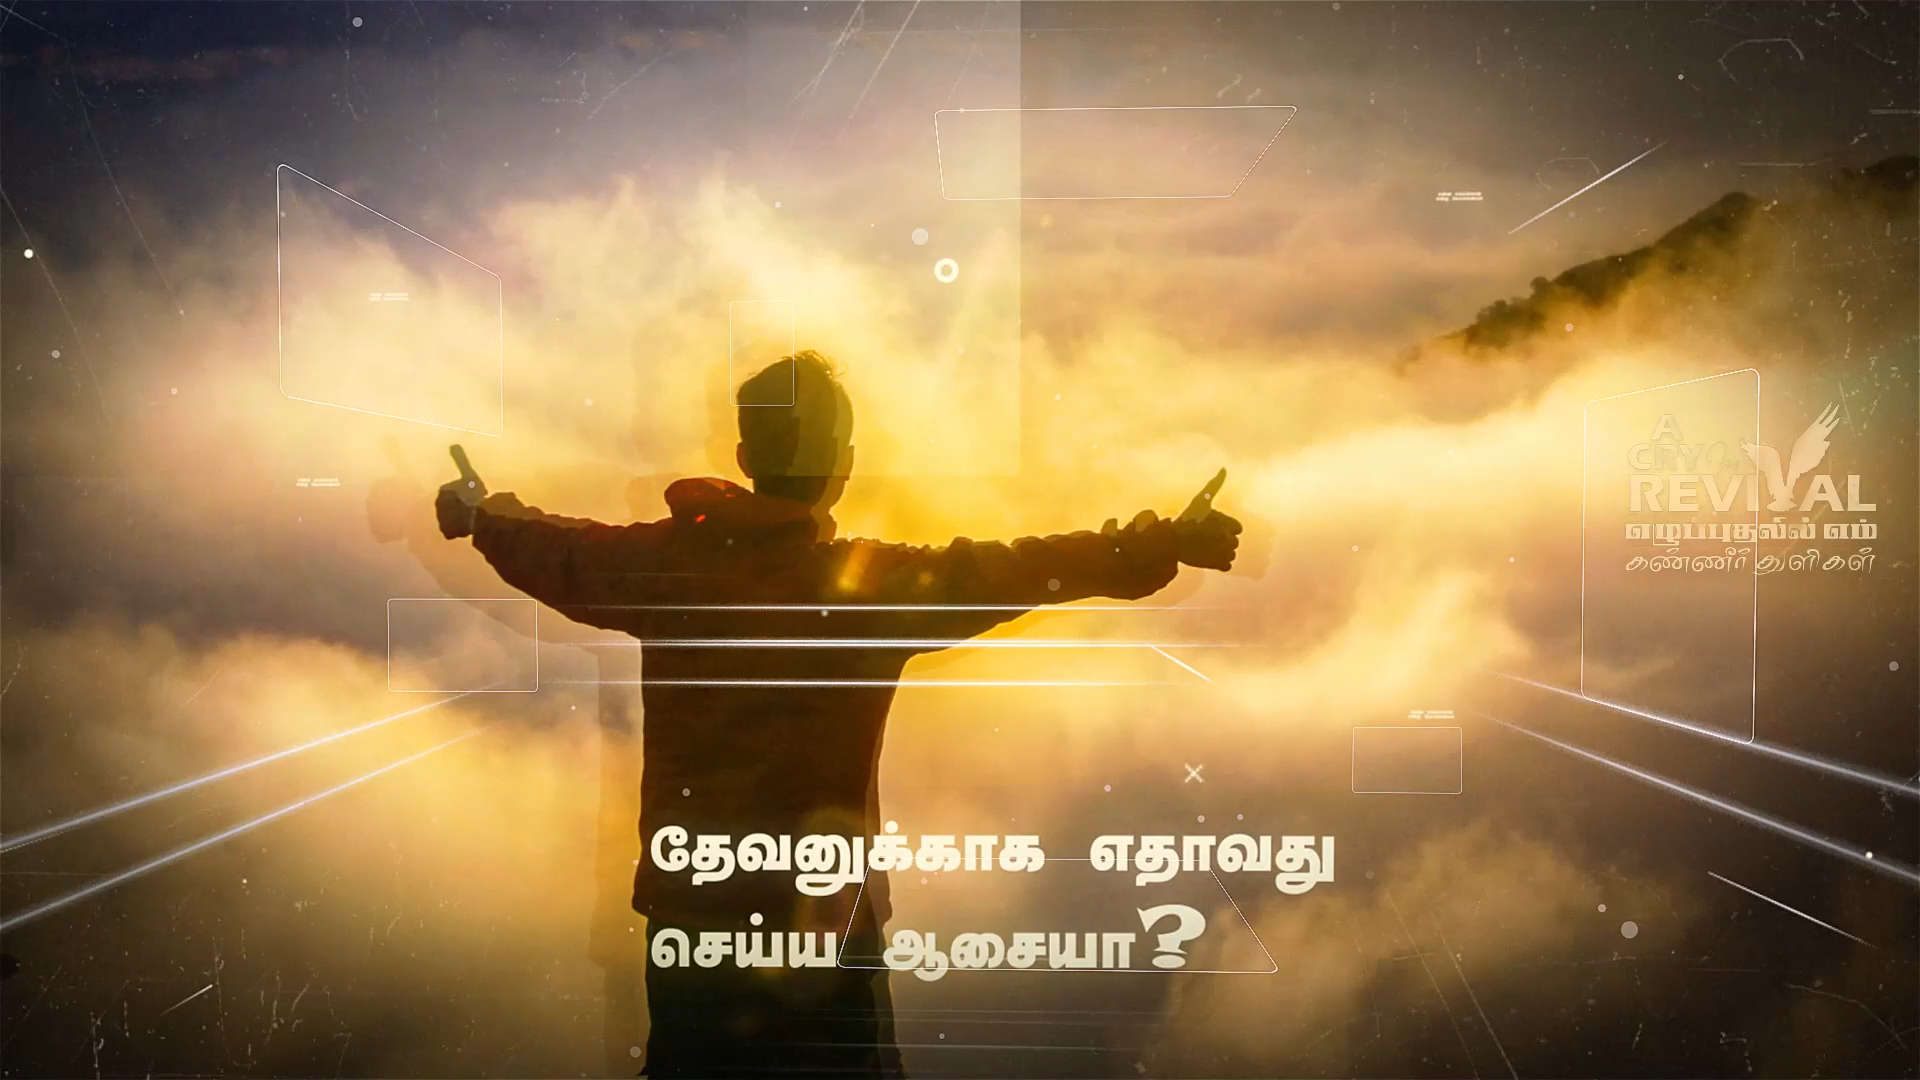 A
CRY
REVIVAL
எழுப்புதலில் எம்
கண்ணீர் துளிகள்
தேவனுக்காக எதாவது
செய்ய ஆசையா?